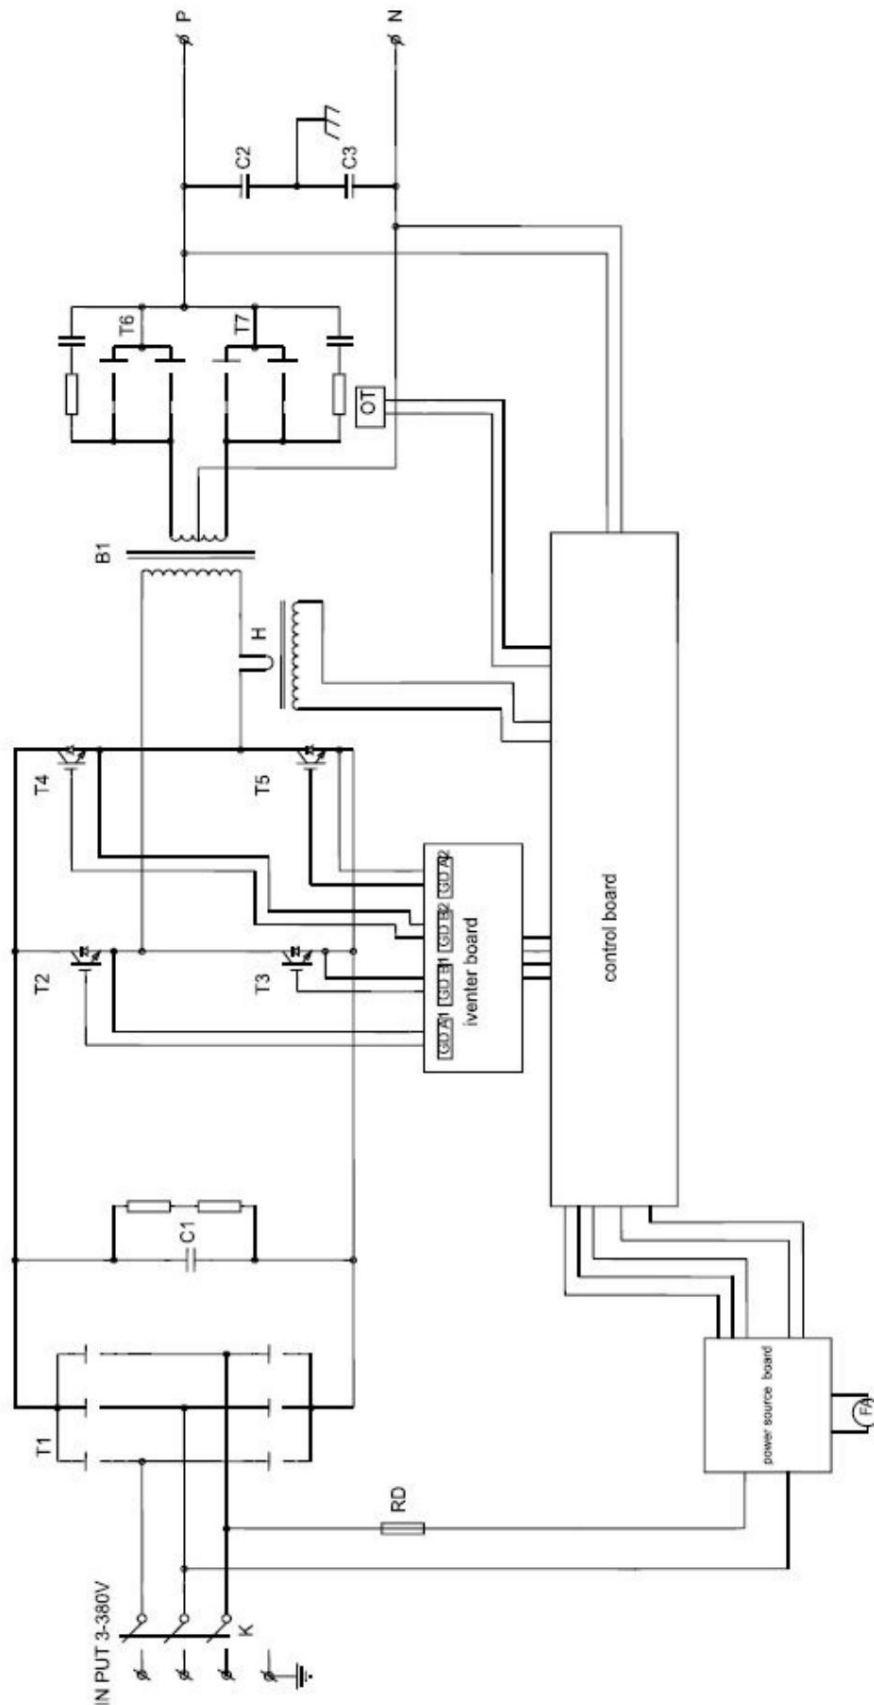 IN PUT 3-380V
K
T1
RD
FA
power source board
C1
T2
T3
T4
T5
GD A1
GD B1
GD B2
GD A2
iventer board
control board
H
B1
OT
T6
T7
C2
C3
P
N